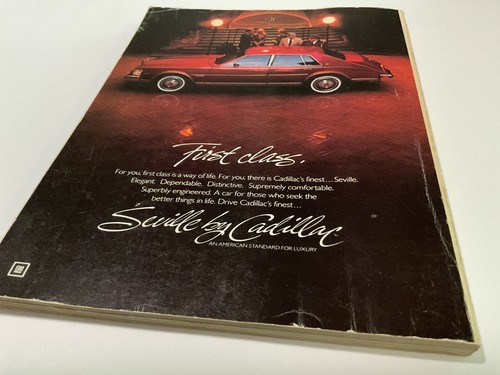 First class.
For you, first class is a way of life. For you, there is Cadillac's finest... Seville.
Elegant. Dependable. Distinctive. Supremely comfortable.
Superbly engineered. A car for those who seek the
better things in life. Drive Cadillac's finest...
Seville by Cadillac
AN AMERICAN STANDARD FOR LUXURY
GM